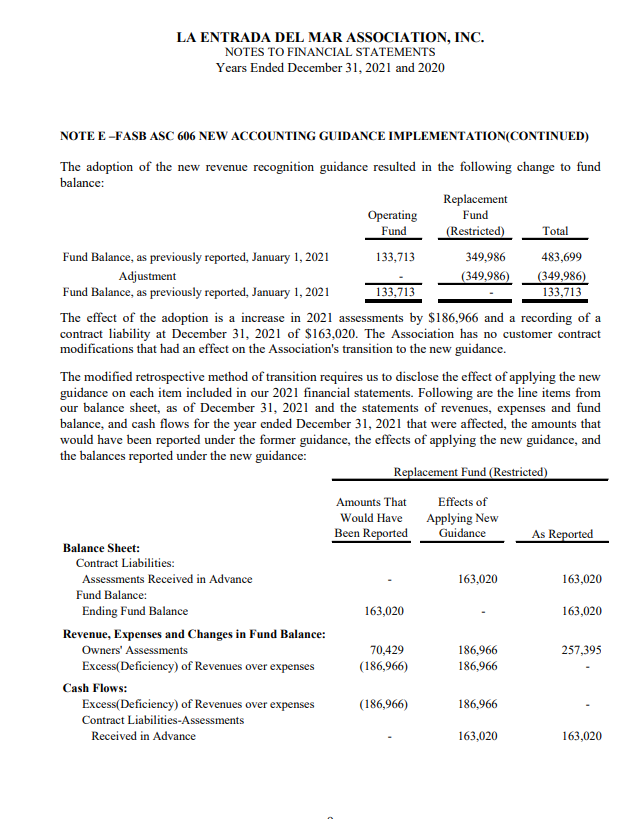 LA ENTRADA DEL MAR ASSOCIATION, INC.
NOTES TO FINANCIAL STATEMENTS
Years Ended December 31, 2021 and 2020
NOTE E –FASB ASC 606 NEW ACCOUNTING GUIDANCE IMPLEMENTATION(CONTINUED)
The adoption of the new revenue recognition guidance resulted in the following change to fund
balance:
Replacement
Operating Fund
Fund (Restricted) Total
Fund Balance, as previously reported, January 1, 2021 133,713 349,986 483,699
Adjustment - (349,986) (349,986)
Fund Balance, as previously reported, January 1, 2021 133,713 - 133,713
The effect of the adoption is a increase in 2021 assessments by $186,966 and a recording of a
contract liability at December 31, 2021 of $163,020. The Association has no customer contract
modifications that had an effect on the Association's transition to the new guidance.
The modified retrospective method of transition requires us to disclose the effect of applying the new
guidance on each item included in our 2021 financial statements. Following are the line items from
our balance sheet, as of December 31, 2021 and the statements of revenues, expenses and fund
balance, and cash flows for the year ended December 31, 2021 that were affected, the amounts that
would have been reported under the former guidance, the effects of applying the new guidance, and
the balances reported under the new guidance:
Replacement Fund (Restricted)
Amounts That Effects of
Would Have Applying New
Been Reported Guidance As Reported
Balance Sheet:
Contract Liabilities:
Assessments Received in Advance - 163,020 163,020
Fund Balance:
Ending Fund Balance 163,020 - 163,020
Revenue, Expenses and Changes in Fund Balance:
Owners' Assessments 70,429 186,966 257,395
Excess(Deficiency) of Revenues over expenses (186,966) 186,966 -
Cash Flows:
Excess(Deficiency) of Revenues over expenses (186,966) 186,966 -
Contract Liabilities-Assessments
Received in Advance - 163,020 163,020